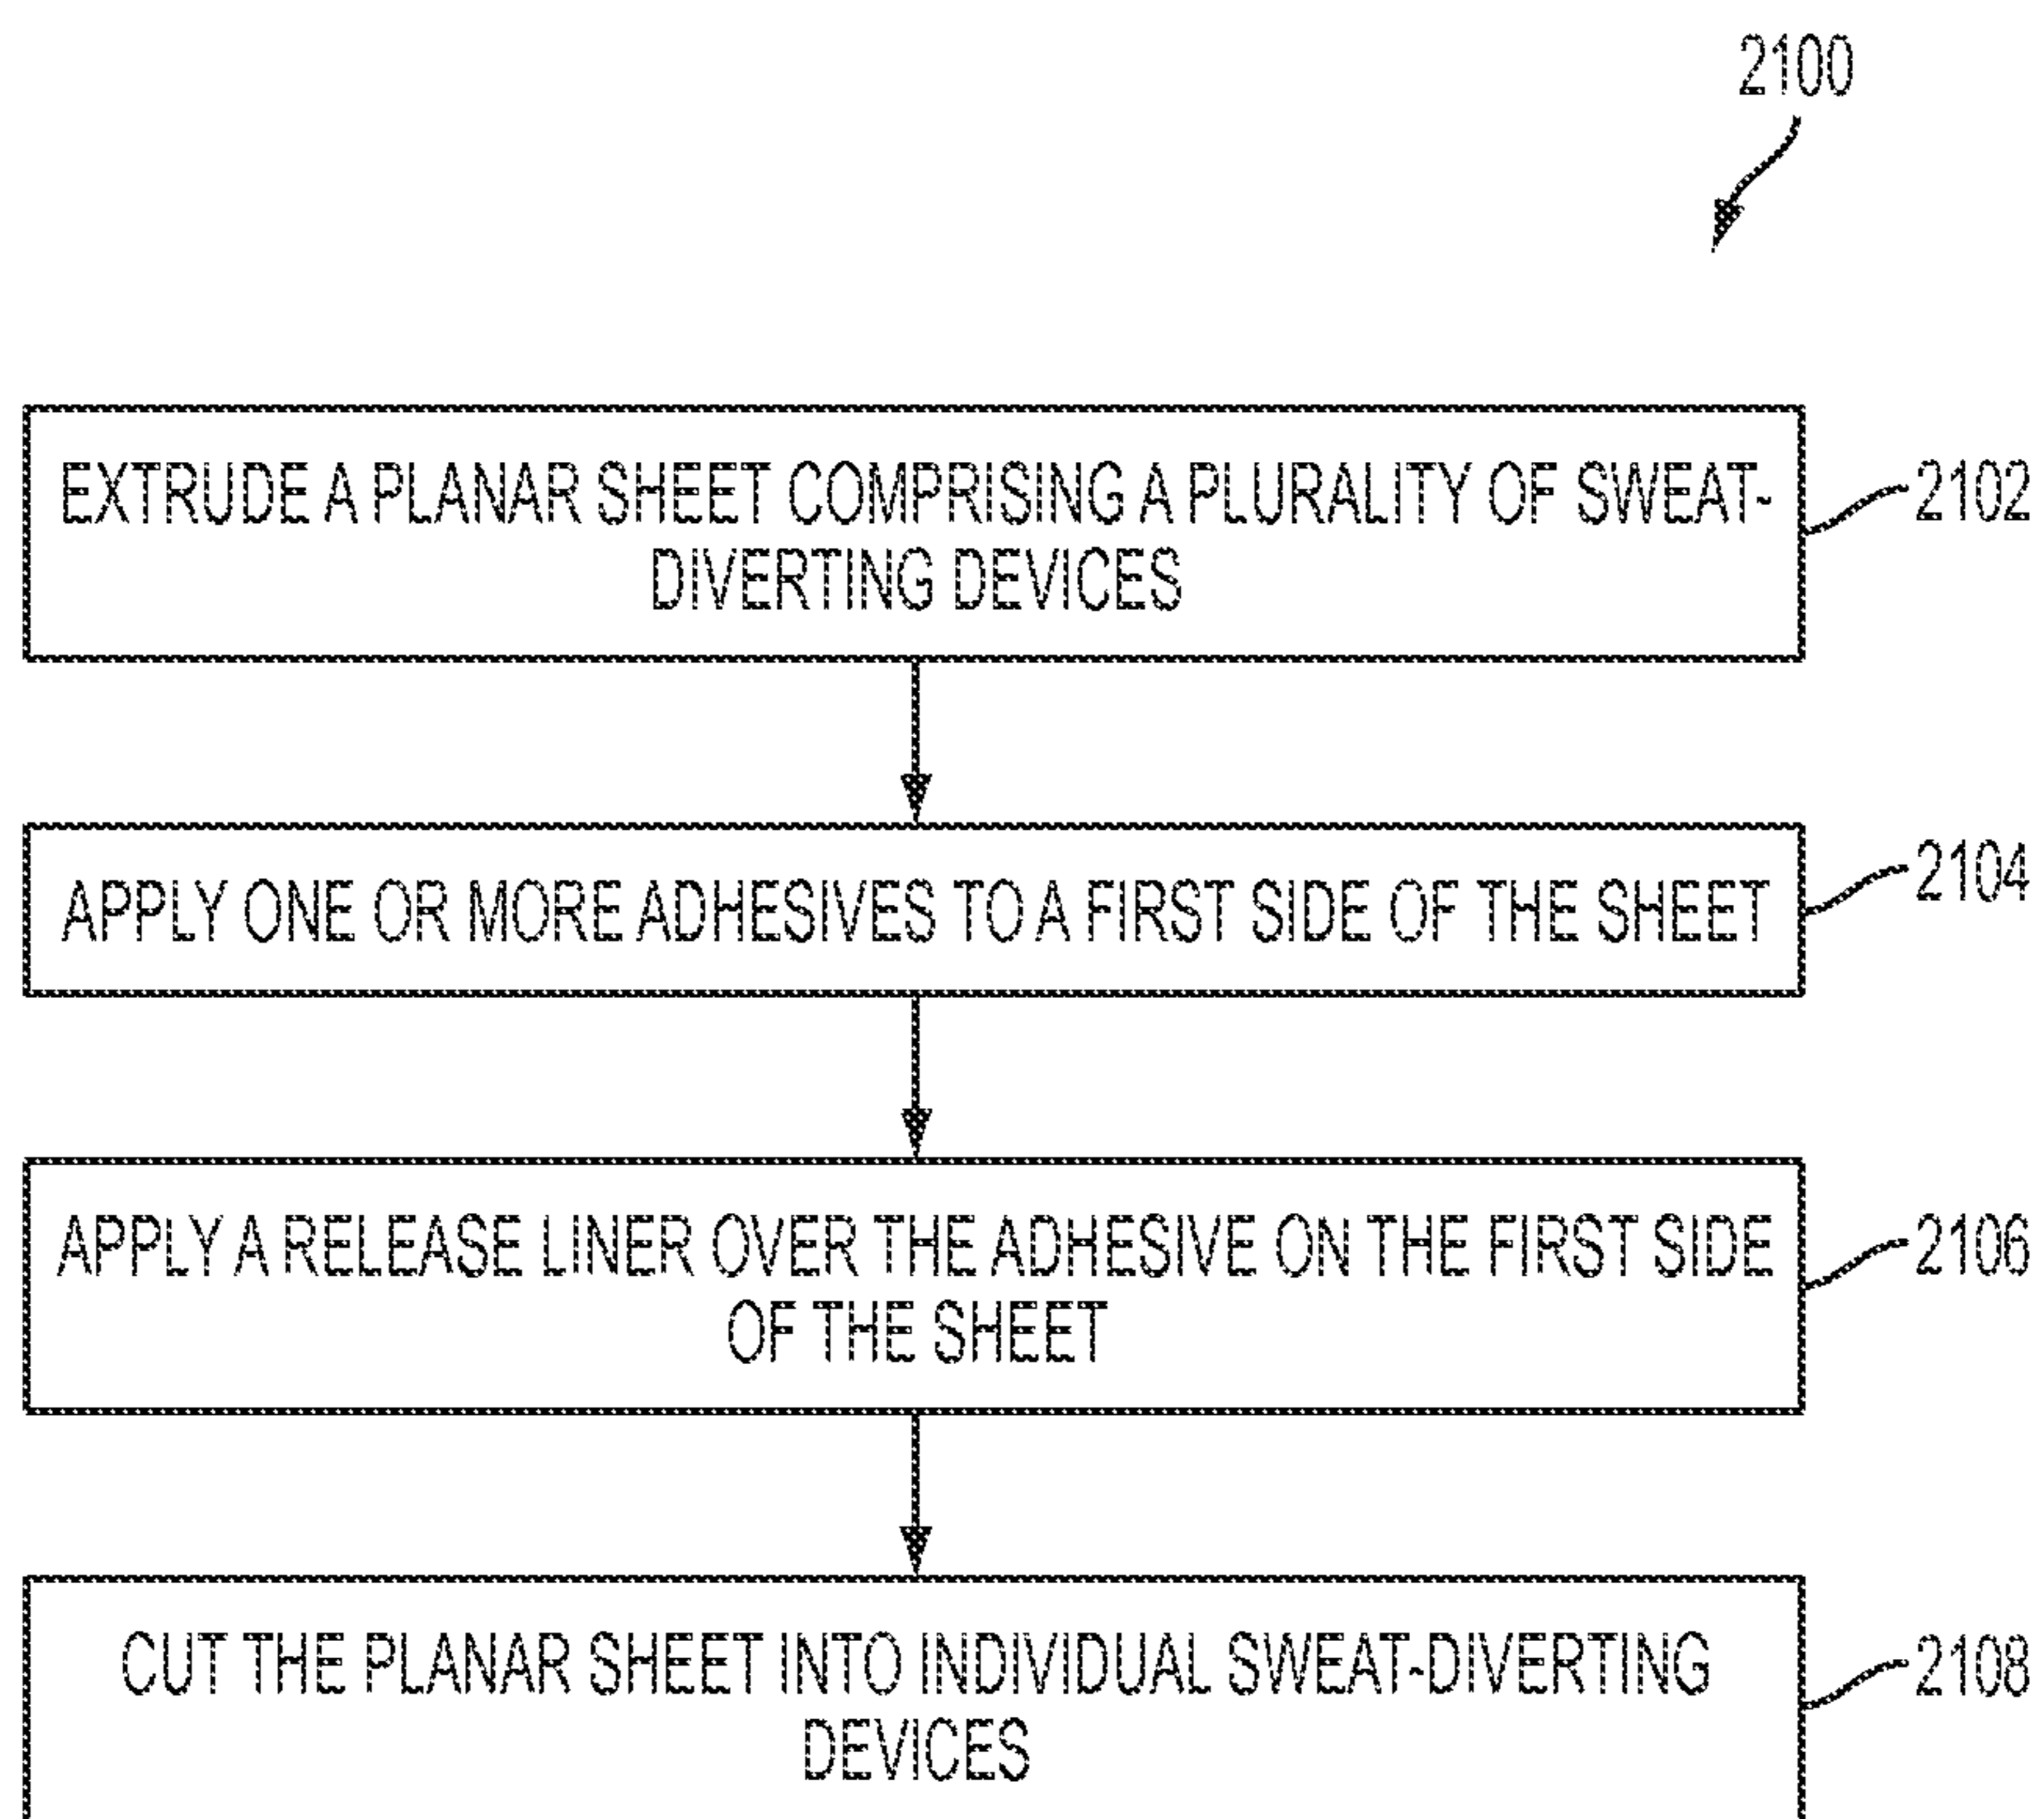 2100
EXTRUDE A PLANAR SHEET COMPRISING A PLURALITY OF SWEAT-
DIVERTING DEVICES
2102
APPLY ONE OR MORE ADHESIVES TO A FIRST SIDE OF THE SHEET
2104
APPLY A RELEASE LINER OVER THE ADHESIVE ON THE FIRST SIDE
OF THE SHEET
2106
CUT THE PLANAR SHEET INTO INDIVIDUAL SWEAT-DIVERTING
DEVICES
2108